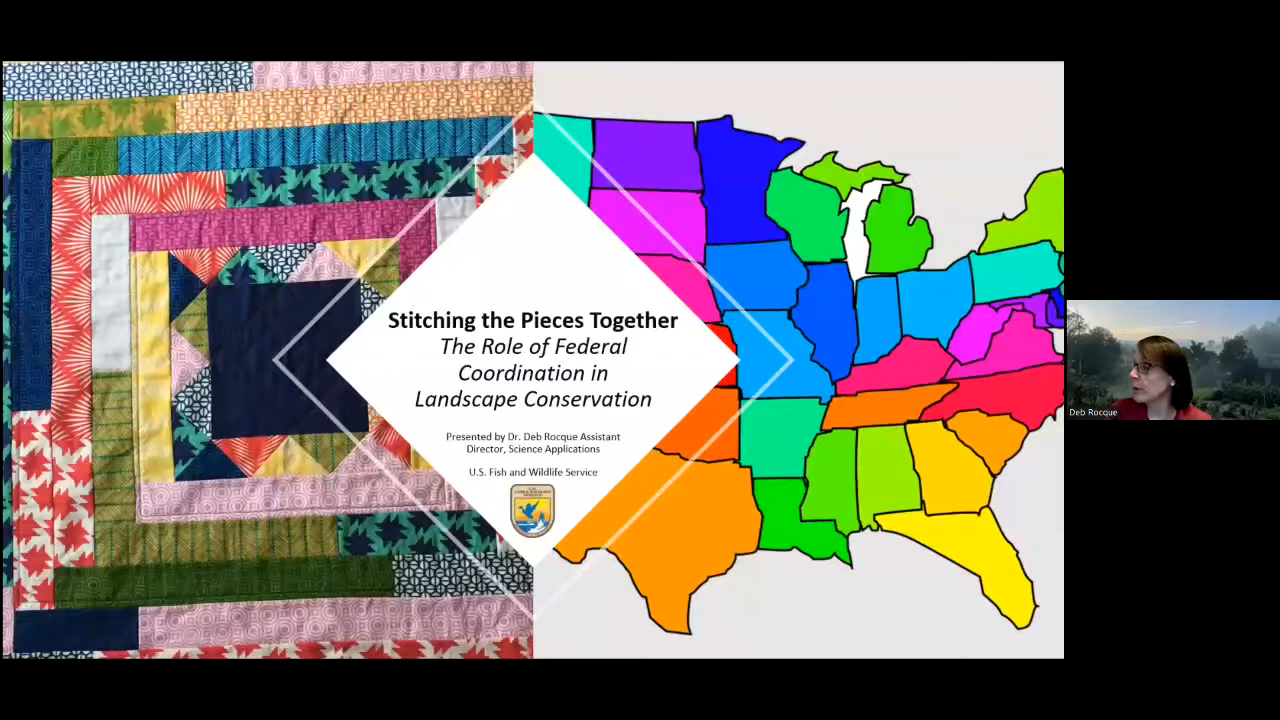 Stitching the Pieces Together
The Role of Federal
Coordination in
Landscape Conservation
Presented by Dr. Deb Rocque Assistant
Director, Science Applications
U.S. Fish and Wildlife Service
Deb Rocque